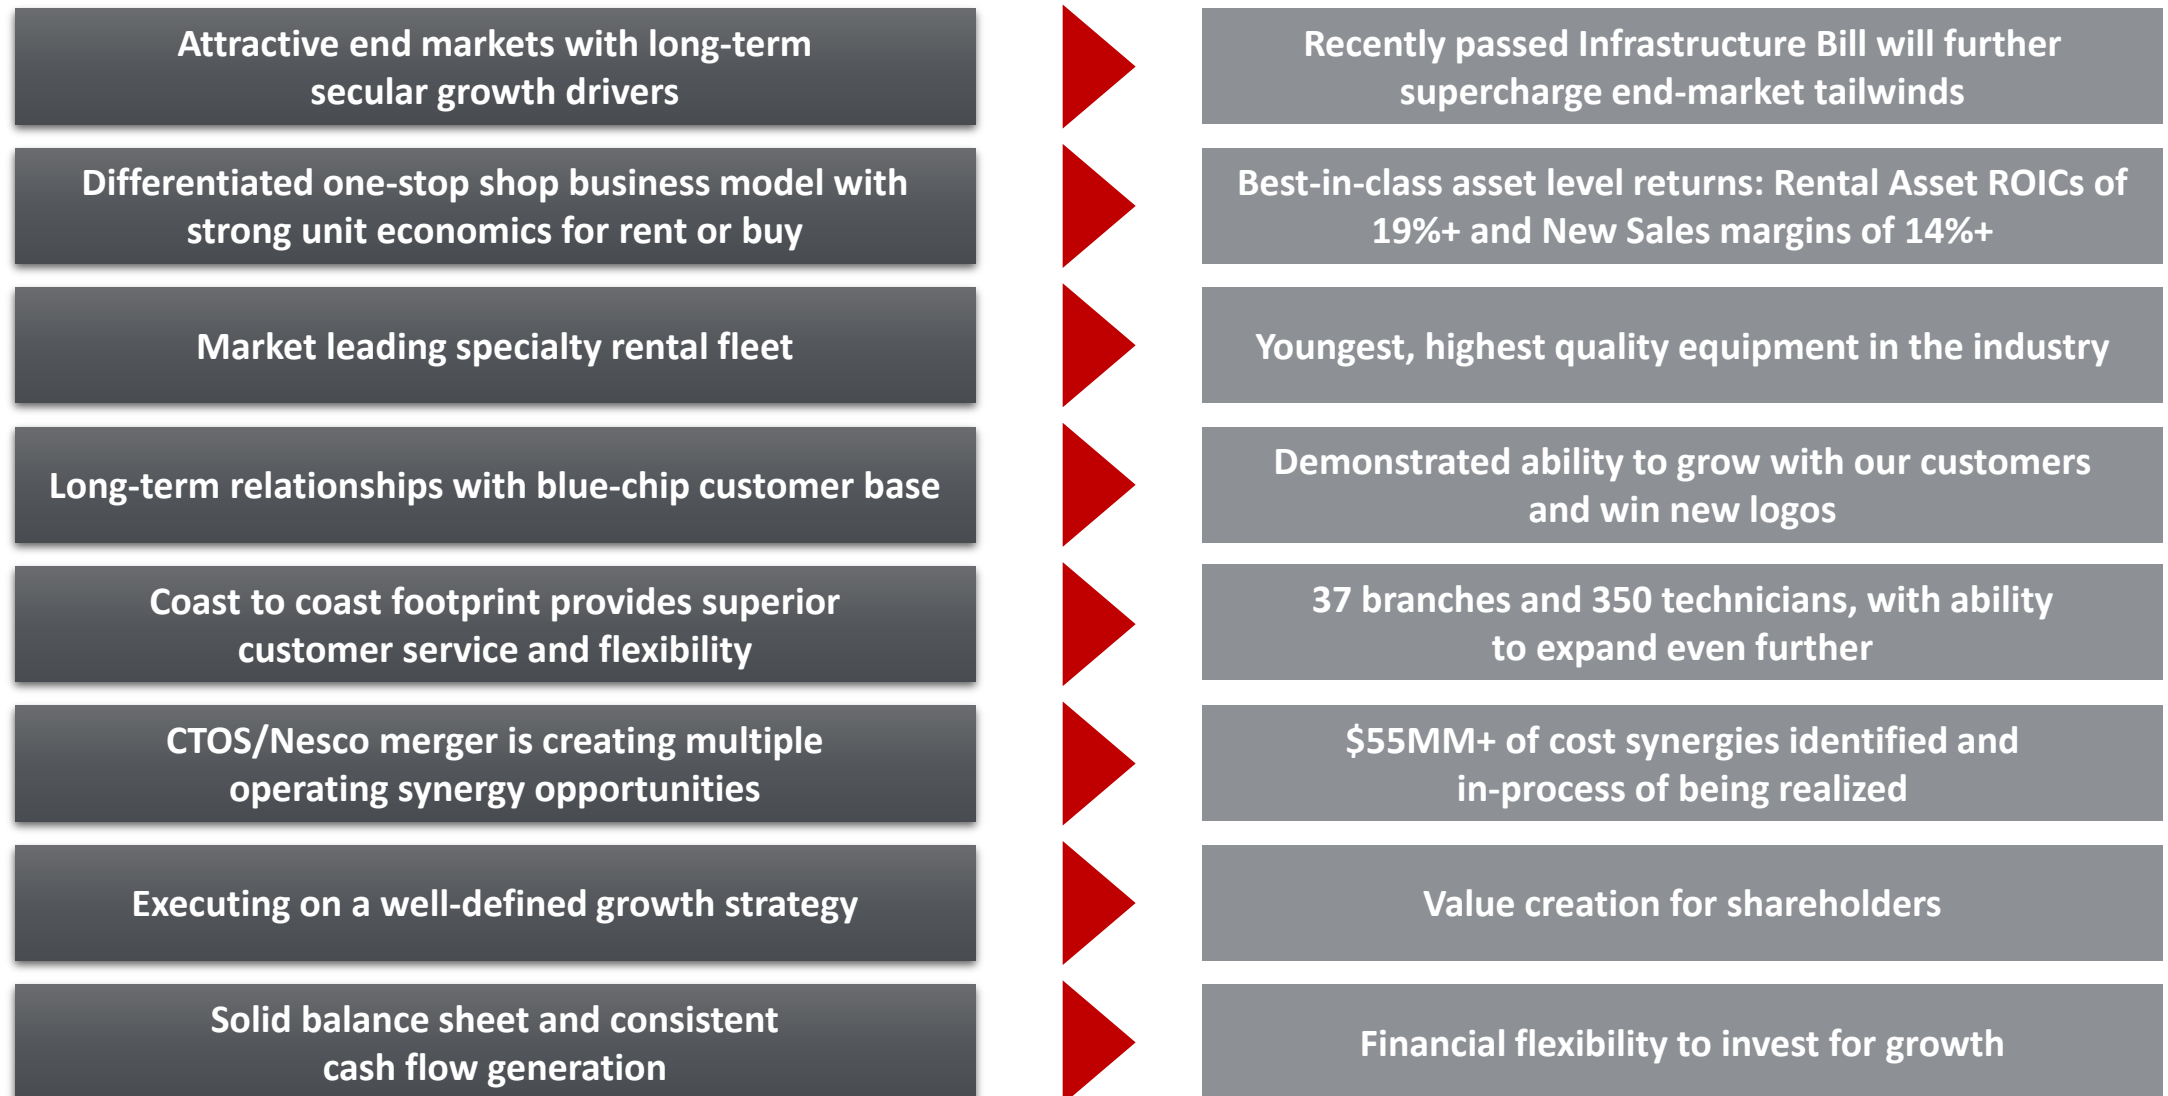 Attractive end markets with long-term
secular growth drivers
Recently passed Infrastructure Bill will further
supercharge end-market tailwinds
Differentiated one-stop shop business model with
strong unit economics for rent or buy
Best-in-class asset level returns: Rental Asset ROICs of
19%+ and New Sales margins of 14%+
Market leading specialty rental fleet
Youngest, highest quality equipment in the industry
Long-term relationships with blue-chip customer base
Demonstrated ability to grow with our customers
and win new logos
Coast to coast footprint provides superior
customer service and flexibility
37 branches and 350 technicians, with ability
to expand even further
CTOS/Nesco merger is creating multiple
operating synergy opportunities
$55MM+ of cost synergies identified and
in-process of being realized
Executing on a well-defined growth strategy
Value creation for shareholders
Solid balance sheet and consistent
cash flow generation
Financial flexibility to invest for growth